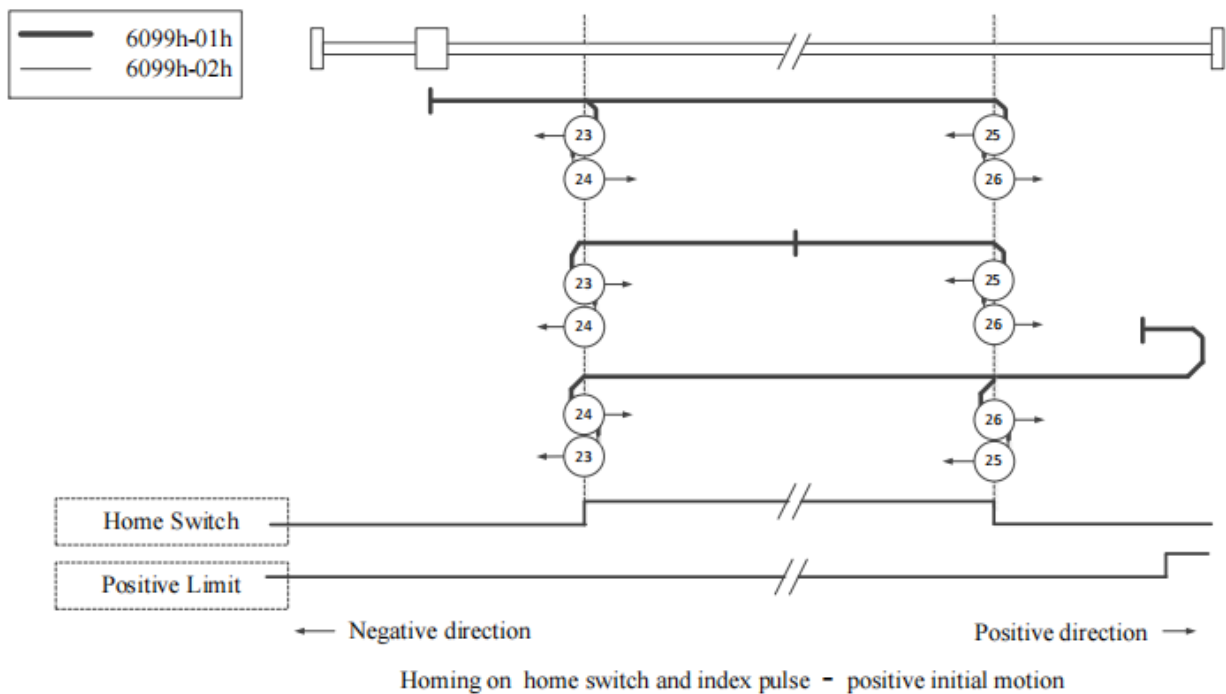 6099h-01h
6099h-02h
23
25
24
26
23
25
24
26
24
26
23
25
Home Switch
Positive Limit
Negative direction
Positive direction
Homing on home switch and index pulse - positive initial motion